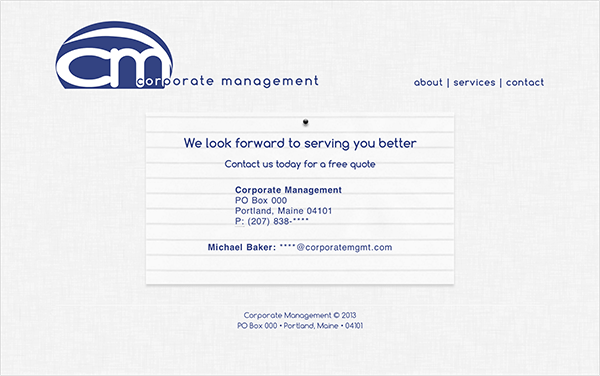 cm
corporate management
about | services | contact
We look forward to serving you better
Contact us today for a free quote
Corporate Management
PO Box 000
Portland, Maine 04101
P: (207) 838-****
Michael Baker: ****@corporatemgmt.com
Corporate Management © 2013
PO Box 000 • Portland, Maine • 04101